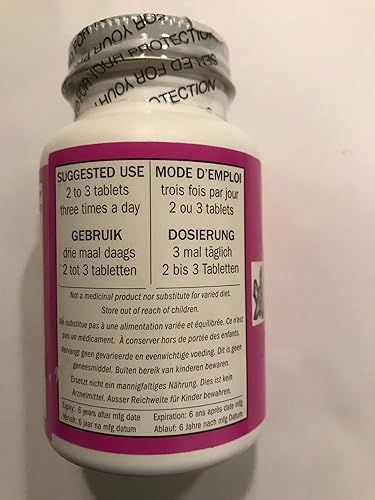 YOUR PROTECTION
SUGGESTED USE
2 to 3 tablets
three times a day
MODE D'EMPLOI
trois fois par jour
2 ou 3 tablets
GEBRUIK
drie maal daags
2 tot 3 tabletten
DOSIERUNG
3 mal täglich
2 bis 3 Tabletten
Not a medicinal product nor substitute for varied diet.
Store out of reach of children.
Ne substitue pas à une alimentation variée et équilibrée. Ce n'est
pas un médicament. À conserver hors de portée des enfants.
Vervangt geen gevarieerde en evenwichtige voeding. Dit is geen
geneesmiddel. Buiten bereik van kinderen bewaren.
Ersetzt nicht ein mannigfaltiges Nahrung. Dies ist kein
Arzneimittel. Ausser Reichweite für Kinder bewahren.
Expiry: 6 years after mfg date
Verval: 6 jaar na mfg datum
Expiration: 6 ans après date mfg
Ablauf: 6 Jahre nach mfg Datum